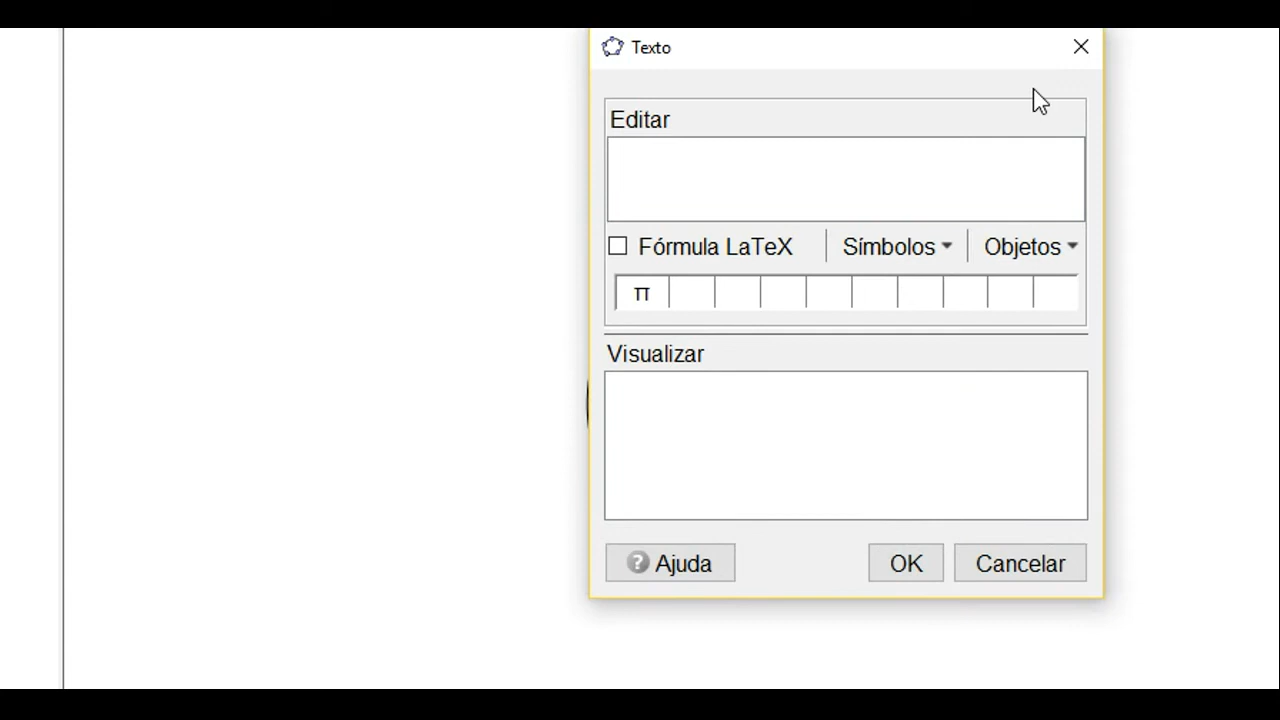 Texto
Editar
Fórmula LaTeX Símbolos Objetos
π
Visualizar
? Ajuda OK Cancelar